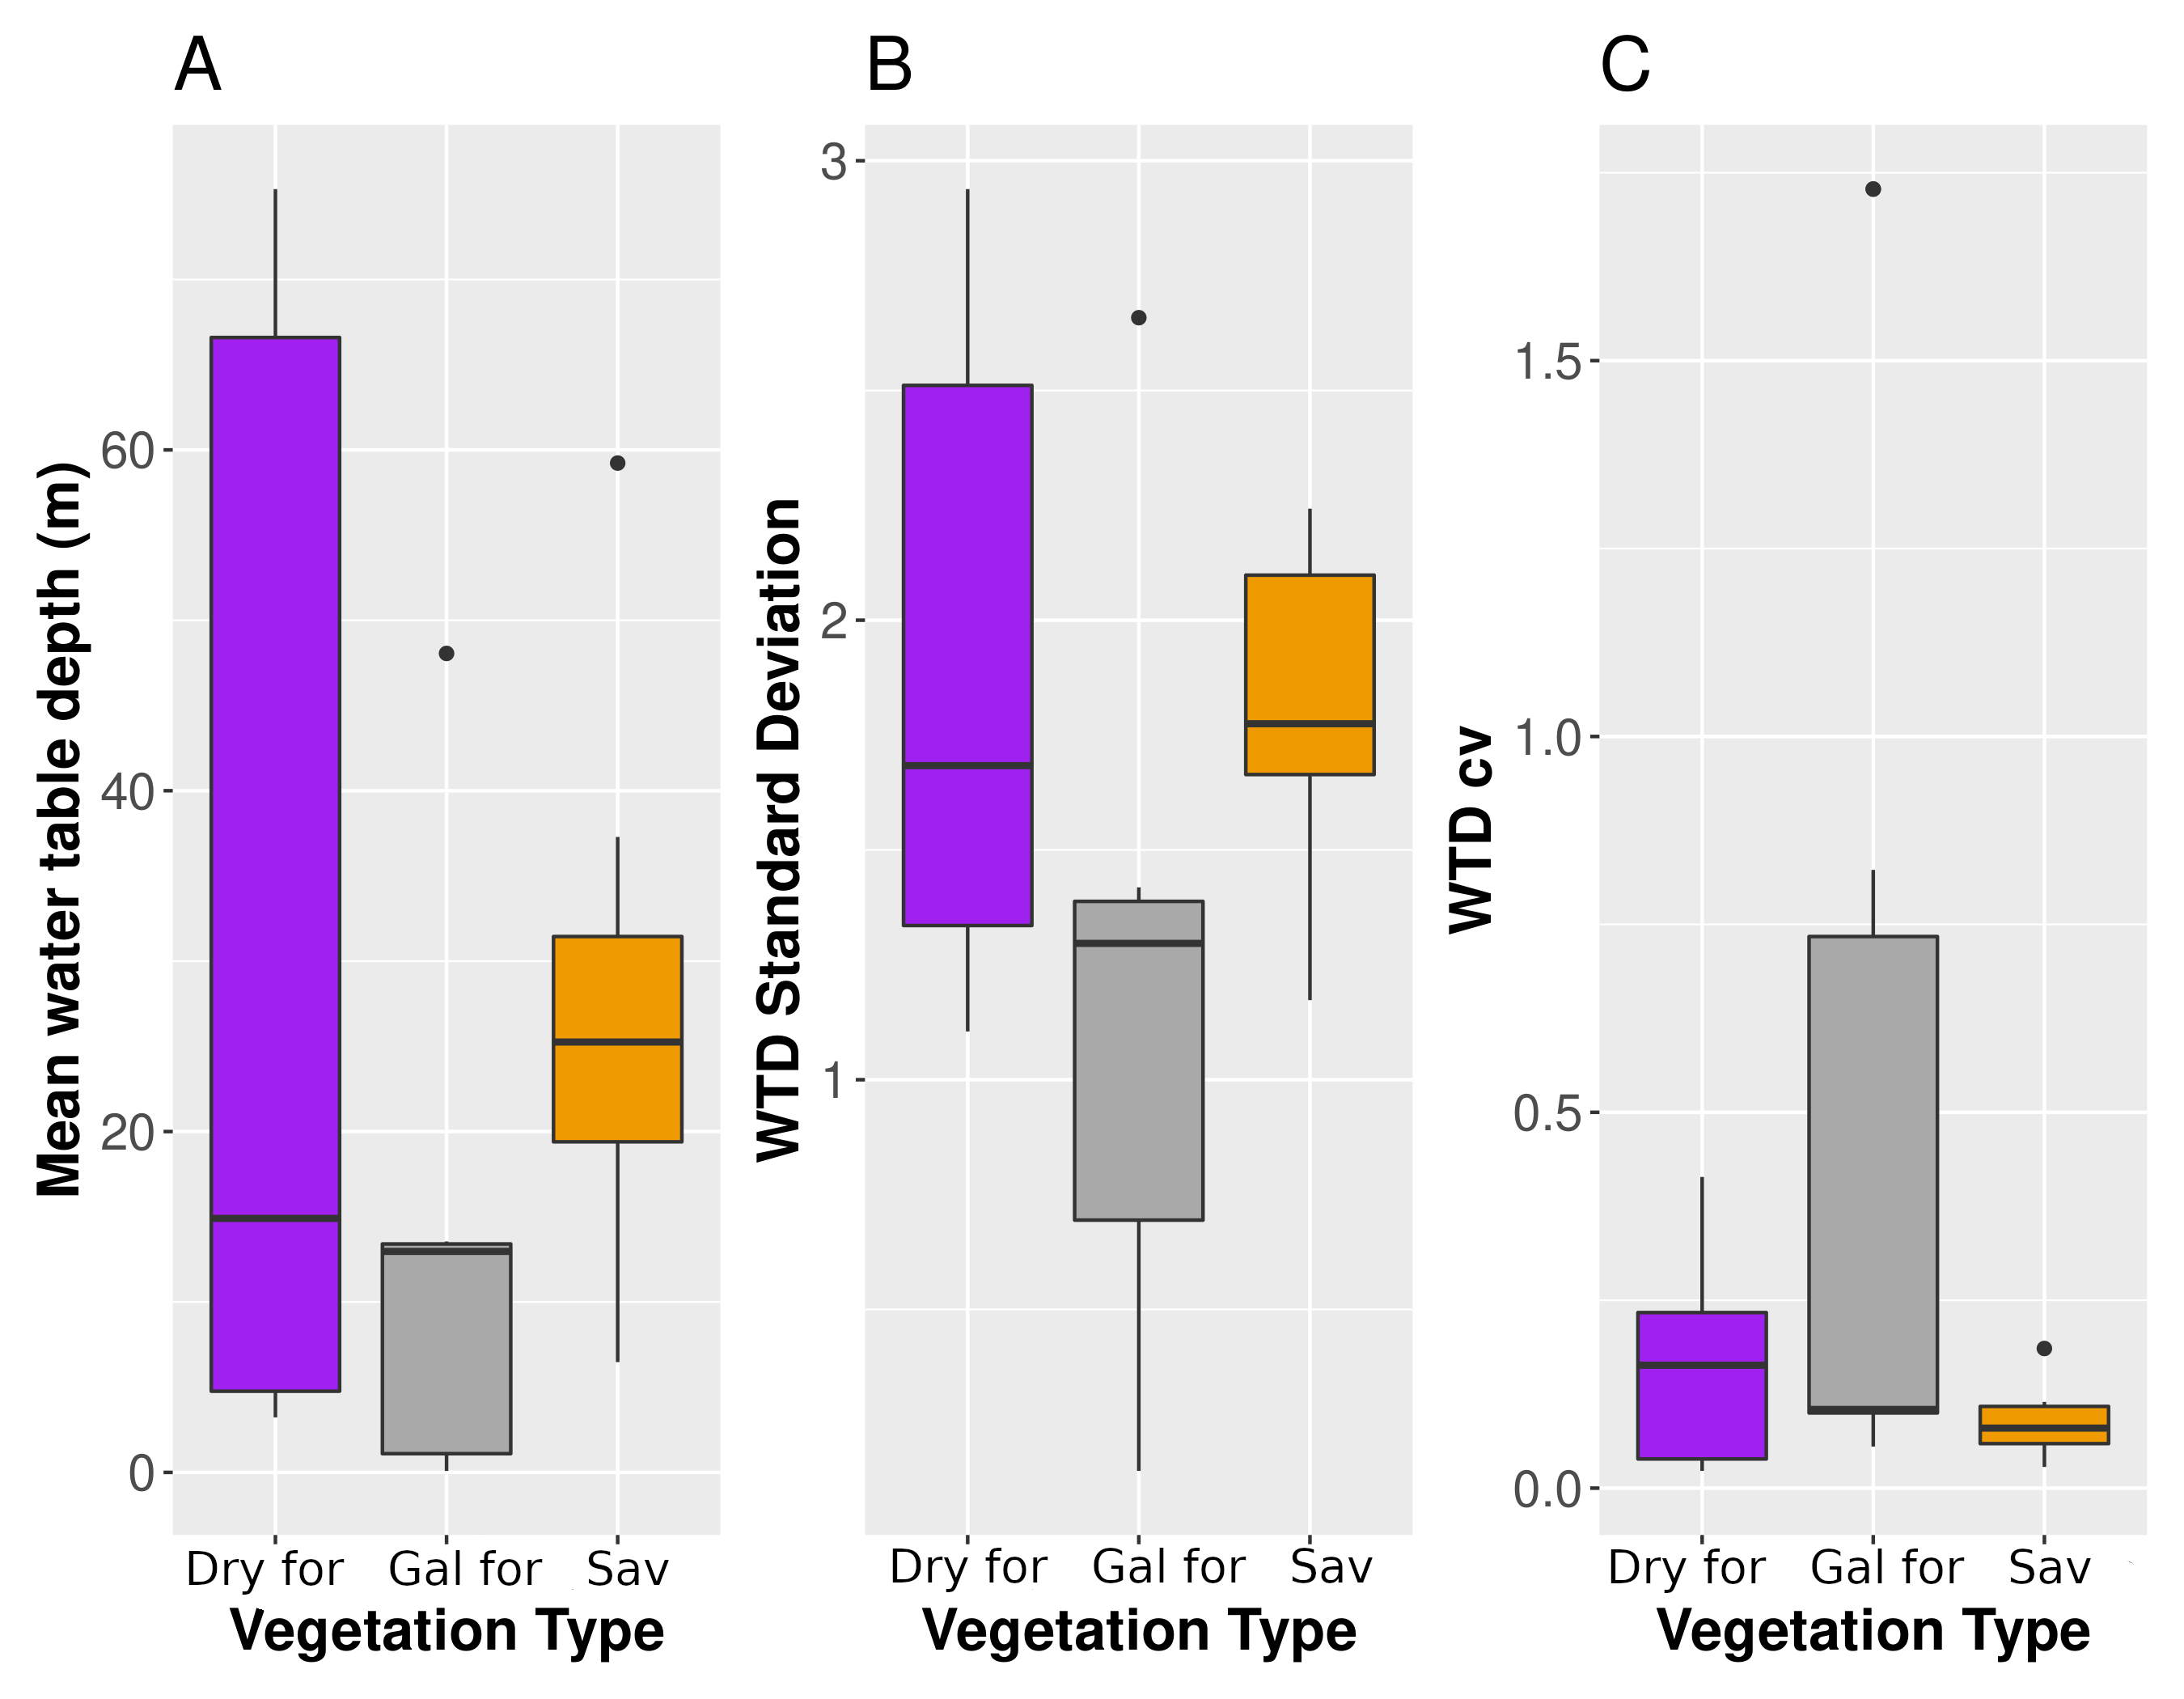 A
B
C
Mean water table depth (m)
60
40
20
0
Dry for
Gal for
Sav
Vegetation Type
WTD Standard Deviation
3
2
1
Dry for
Gal for
Sav
Vegetation Type
WTD cv
1.5
1.0
0.5
0.0
Dry for
Gal for
Sav
Vegetation Type